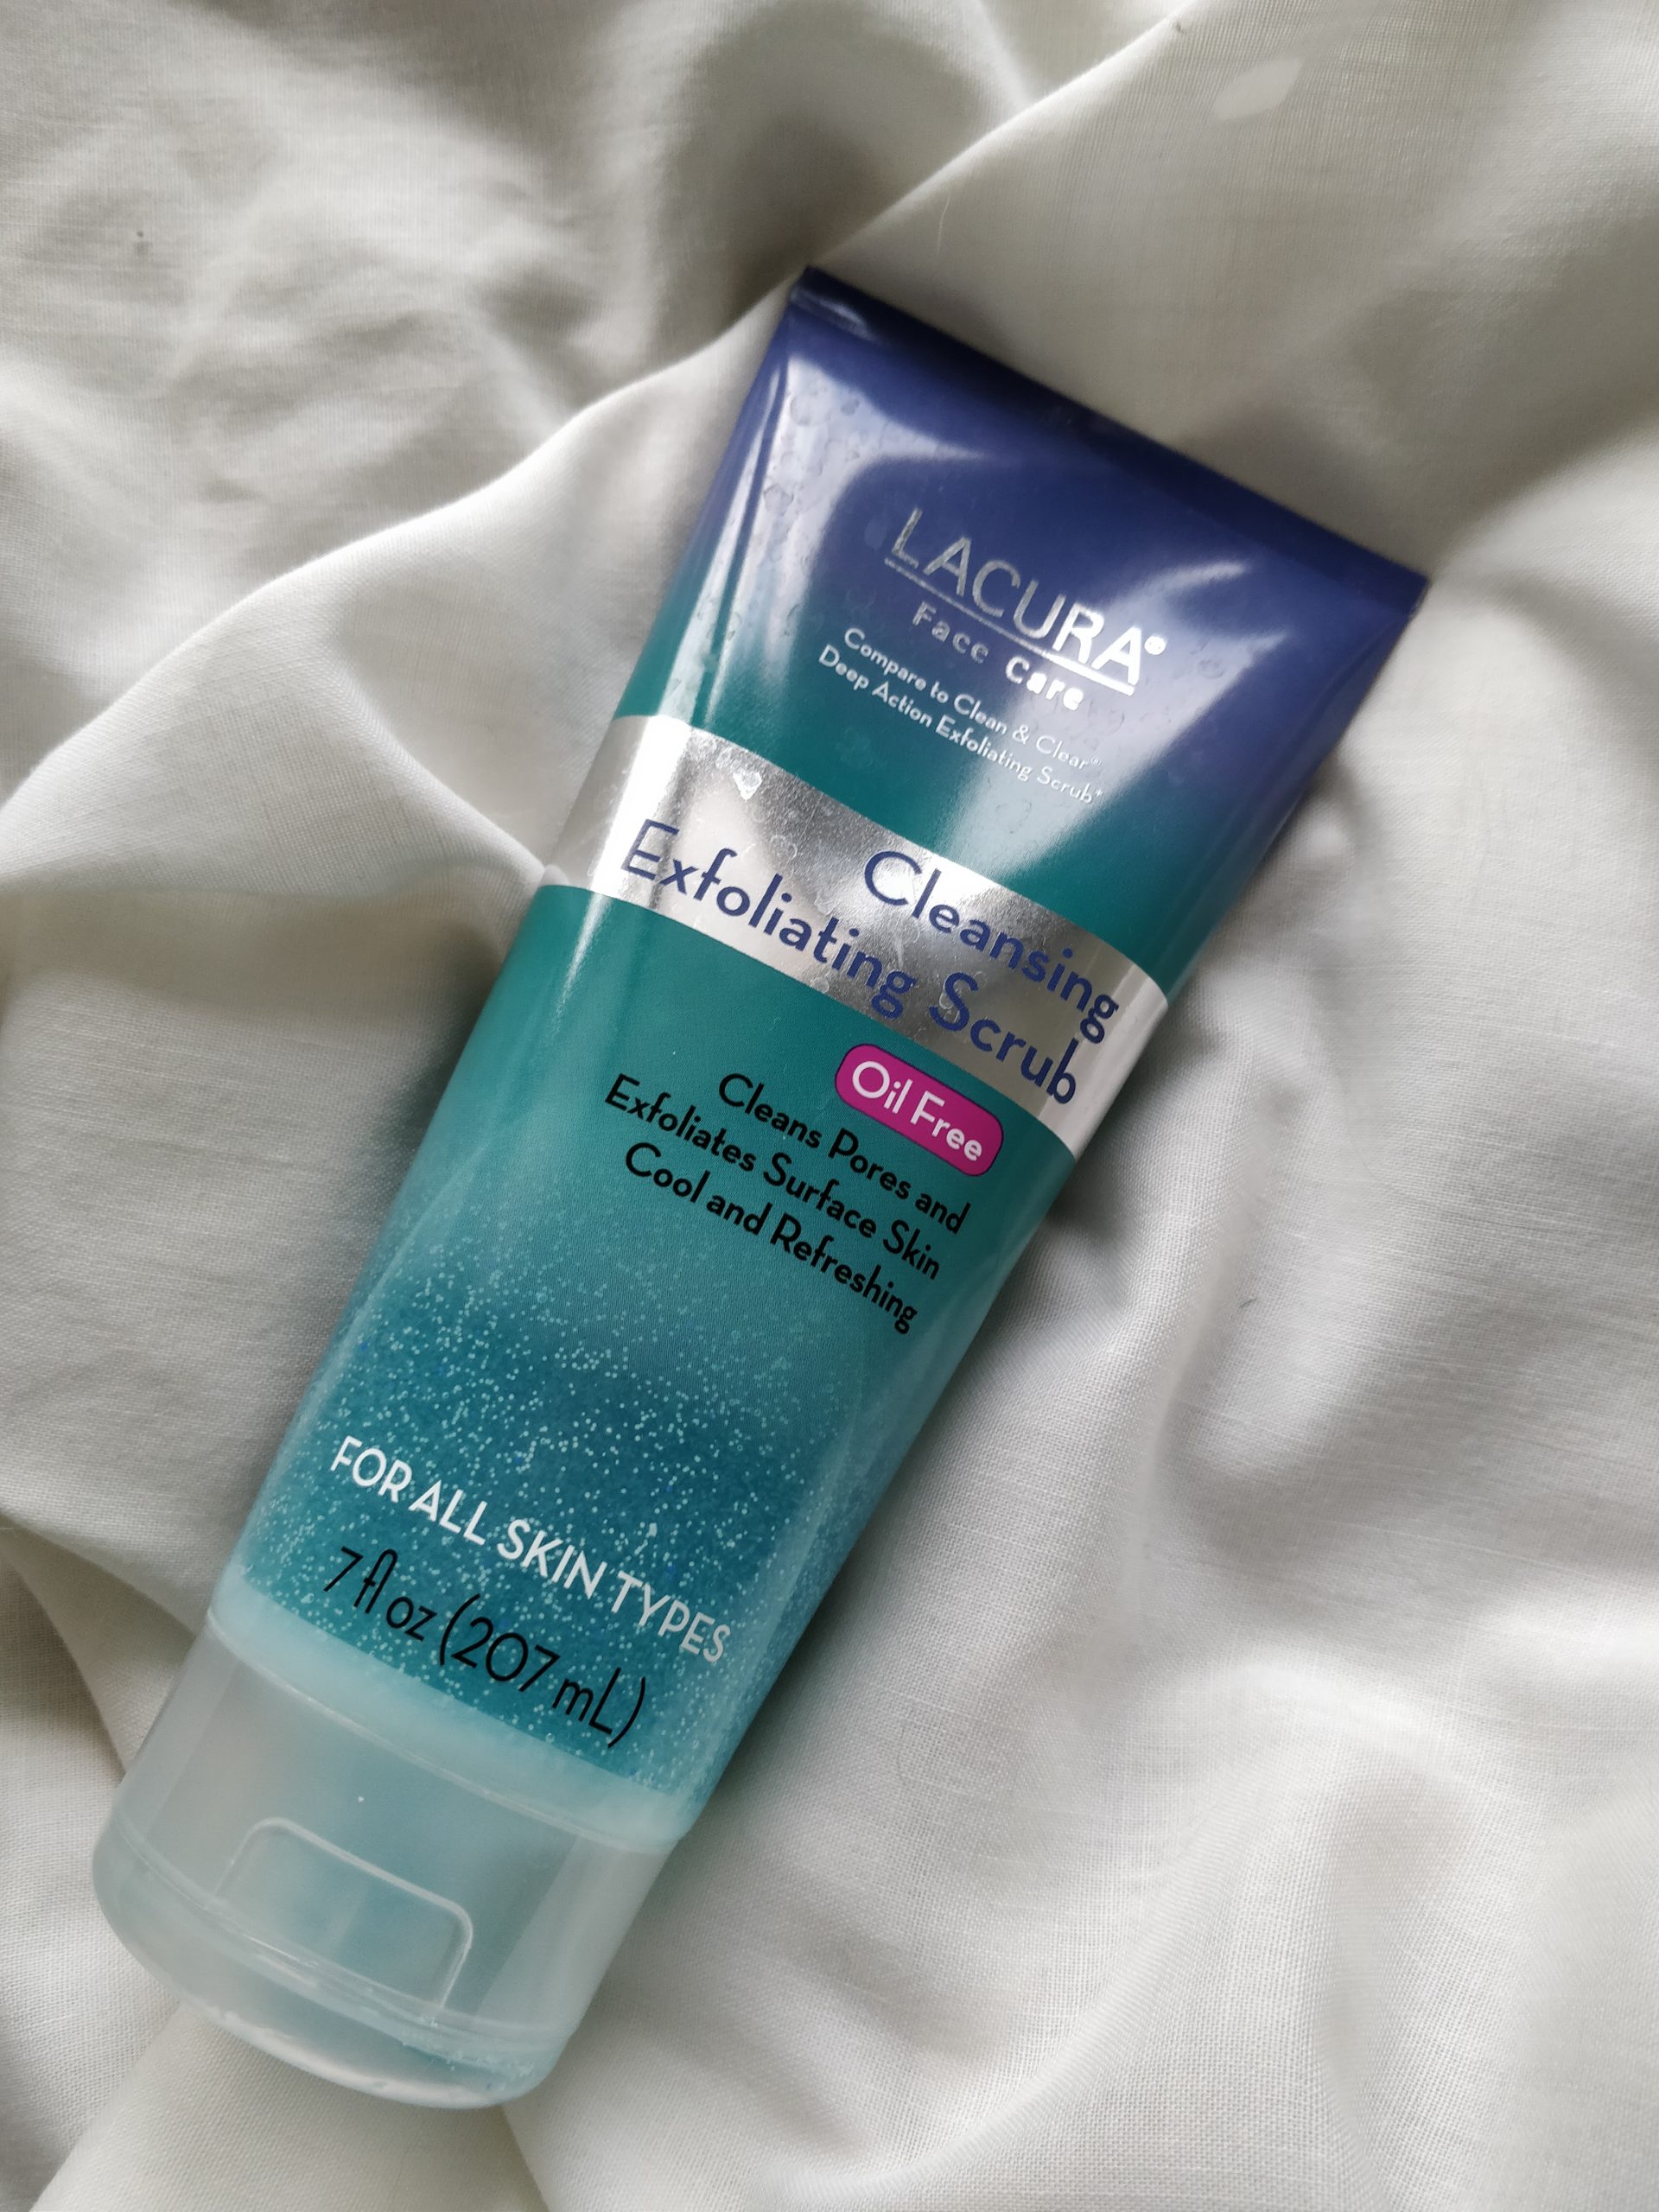 LACURA®
Face Care
Compare to Clean & Clear®
Deep Action Exfoliating Scrub*
Cleansing
Exfoliating Scrub
Oil Free
Cleans Pores and
Exfoliates Surface Skin
Cool and Refreshing
FOR ALL SKIN TYPES
7 fl oz (207 mL)